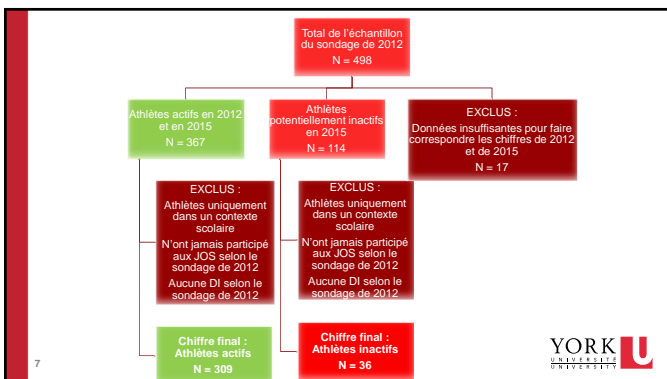 Total de l'échantillon
du sondage de 2012
N = 498
Athlètes actifs en 2012
et en 2015
N = 367
Athlètes
potentiellement inactifs
en 2015
N = 114
EXCLUS :
Données insuffisantes pour faire
correspondre les chiffres de 2012
et de 2015
N = 17
EXCLUS :
Athlètes uniquement
dans un contexte
scolaire
N'ont jamais participé
aux JOS selon le
sondage de 2012
Aucune DI selon le
sondage de 2012
EXCLUS :
Athlètes uniquement
dans un contexte
scolaire
N'ont jamais participé
aux JOS selon le
sondage de 2012
Aucune DI selon le
sondage de 2012
Chiffre final :
Athlètes actifs
N = 309
Chiffre final :
Athlètes inactifs
N = 36
7
YORK U
UNIVERSITÉ
UNIVERSITY